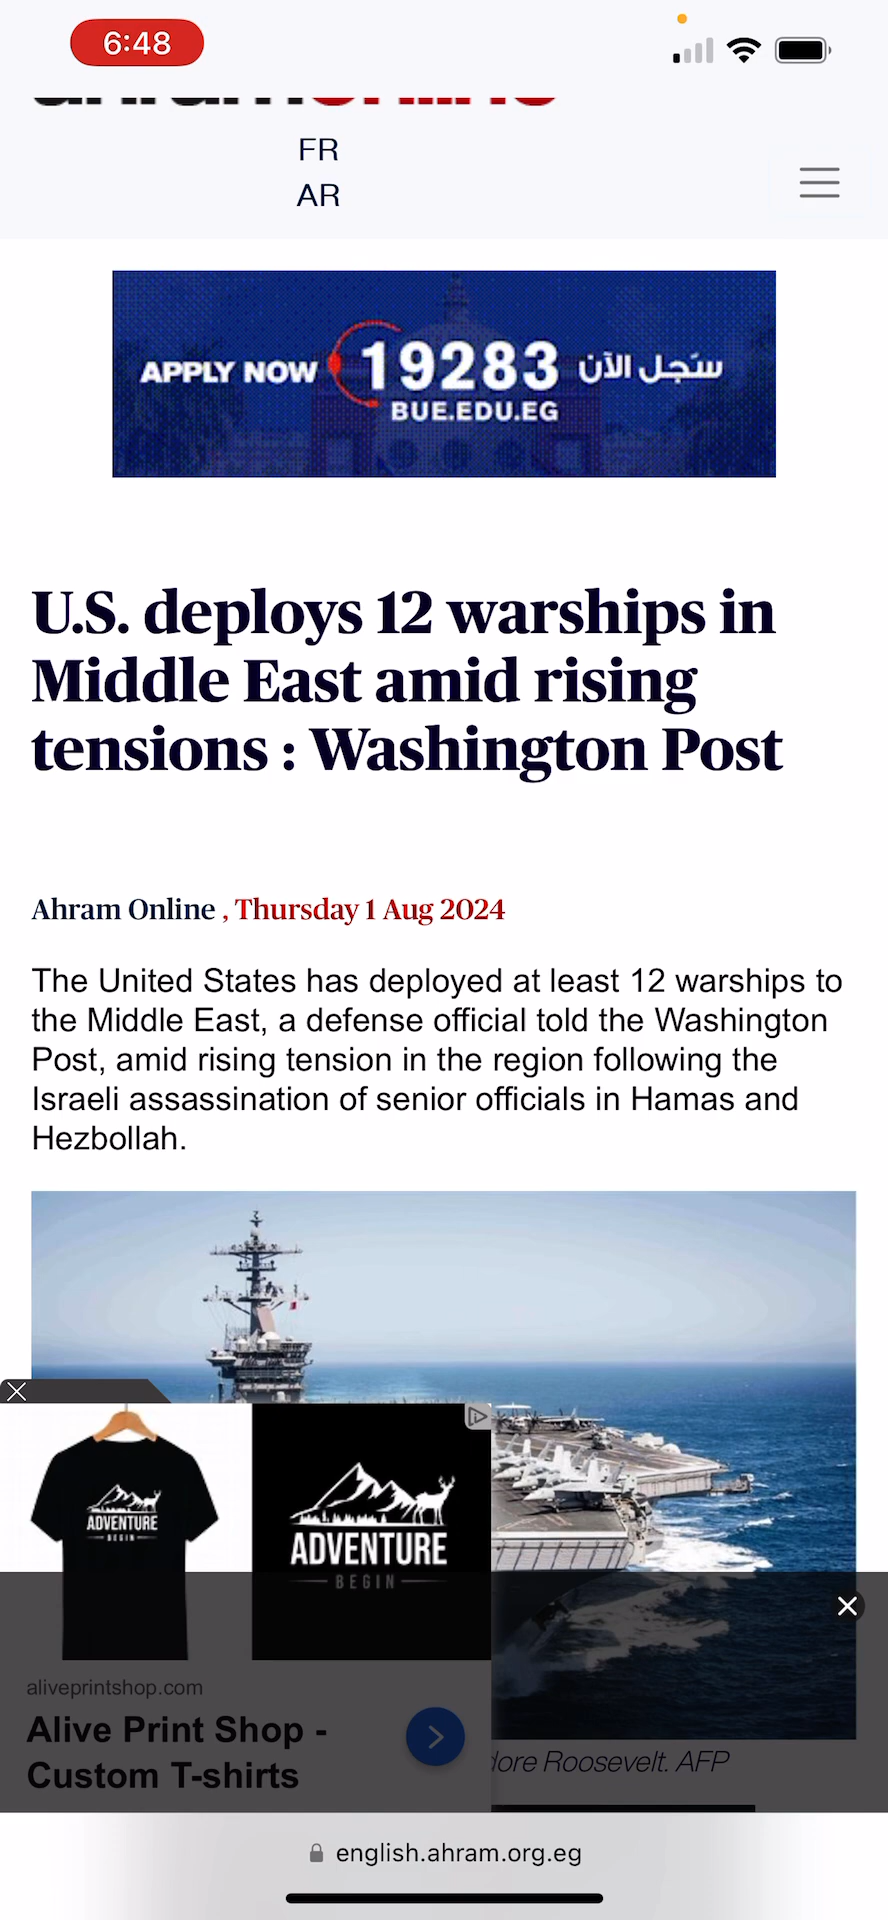 6:48
FR
AR
APPLY NOW 19283 سجّل الآن
BUE.EDU.EG
U.S. deploys 12 warships in
Middle East amid rising
tensions : Washington Post
Ahram Online , Thursday 1 Aug 2024
The United States has deployed at least 12 warships to
the Middle East, a defense official told the Washington
Post, amid rising tension in the region following the
Israeli assassination of senior officials in Hamas and
Hezbollah.
ADVENTURE
BEGIN
ADVENTURE
BEGIN
aliveprintshop.com
Alive Print Shop -
Custom T-shirts
Roosevelt. AFP
english.ahram.org.eg